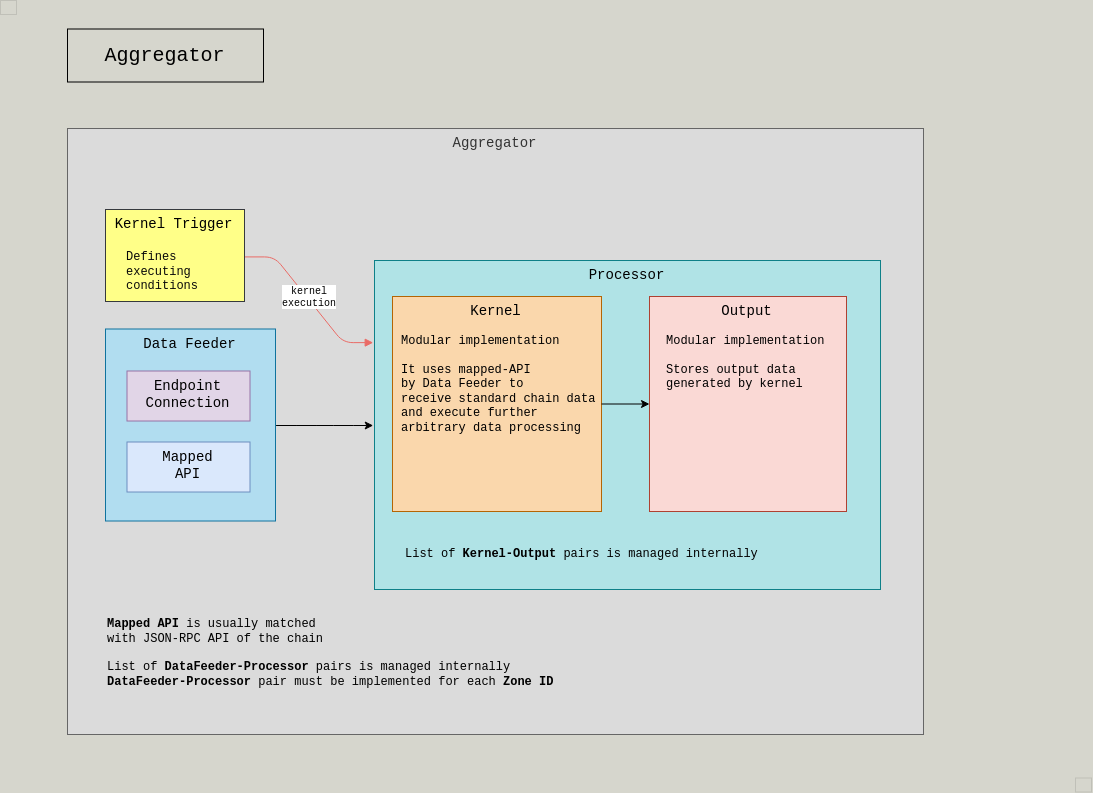 Aggregator
Aggregator
Kernel Trigger
Defines
executing
conditions
kernel
execution
Data Feeder
Endpoint
Connection
Mapped
API
Processor
Kernel
Modular implementation
It uses mapped-API
by Data Feeder to
receive standard chain data
and execute further
arbitrary data processing
Output
Modular implementation
Stores output data
generated by kernel
List of Kernel-Output pairs is managed internally
Mapped API is usually matched
with JSON-RPC API of the chain
List of DataFeeder-Processor pairs is managed internally
DataFeeder-Processor pair must be implemented for each Zone ID